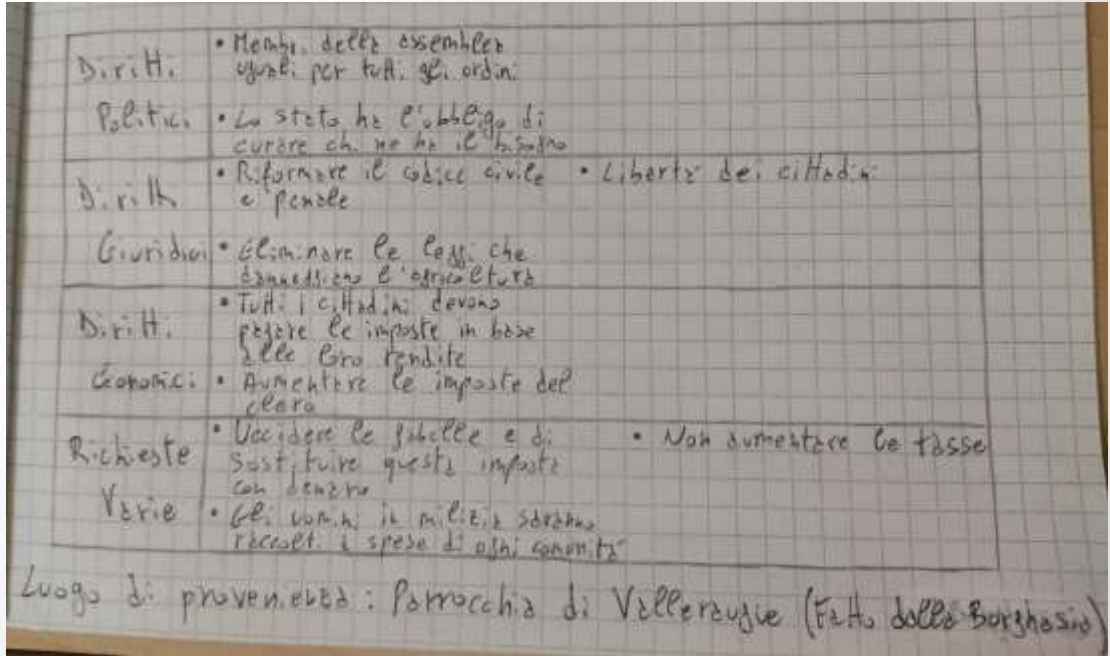 Diritti
Politici
• Membri delle assemblee
uguali per tutti gli ordini
• Lo stato ha l'obbligo di
curare chi ne ha il bisogno
Diritti
Giuridici
• Riformare il codice civile
e penale
• Libertà dei cittadini
• Eliminare le leggi che
danneggiano l'agricoltura
Diritti
Economici
• Tutti i cittadini devono
pagare le imposte in base
alle loro rendite
• Aumentare le imposte del
clero
Richieste
Varie
• Uccidere le gabelle e di
sostituire questa imposta
con denaro
• Non aumentare le tasse
• Gli uomini in milizia saranno
raccolti a spese di ogni comunità
Luogo di provenienza: Parrocchia di Valleraugue (Fatto dalla Borghesia)